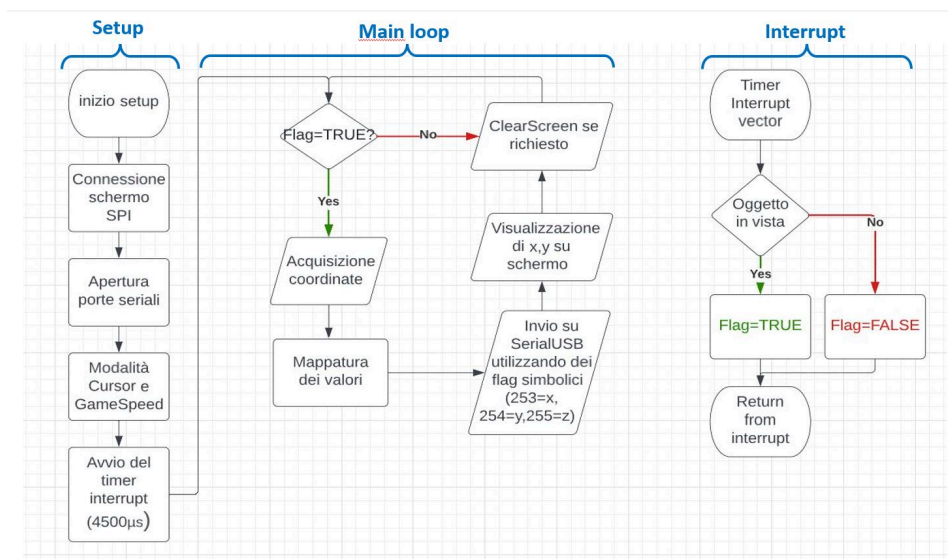 Setup
inizio setup
Connessione
schermo
SPI
Apertura
porte seriali
Modalità
Cursor e
GameSpeed
Avvio del
timer
interrupt
(4500µs)
Main loop
Flag=TRUE?
No
Yes
Acquisizione
coordinate
Mappatura
dei valori
Invio su
SerialUSB
utilizzando dei
flag simbolici
(253=x,
254=y,255=z)
Visualizzazione
di x,y su
schermo
ClearScreen se
richiesto
Interrupt
Timer
Interrupt
vector
Oggetto
in vista
No
Yes
Flag=TRUE
Flag=FALSE
Return
from
interrupt